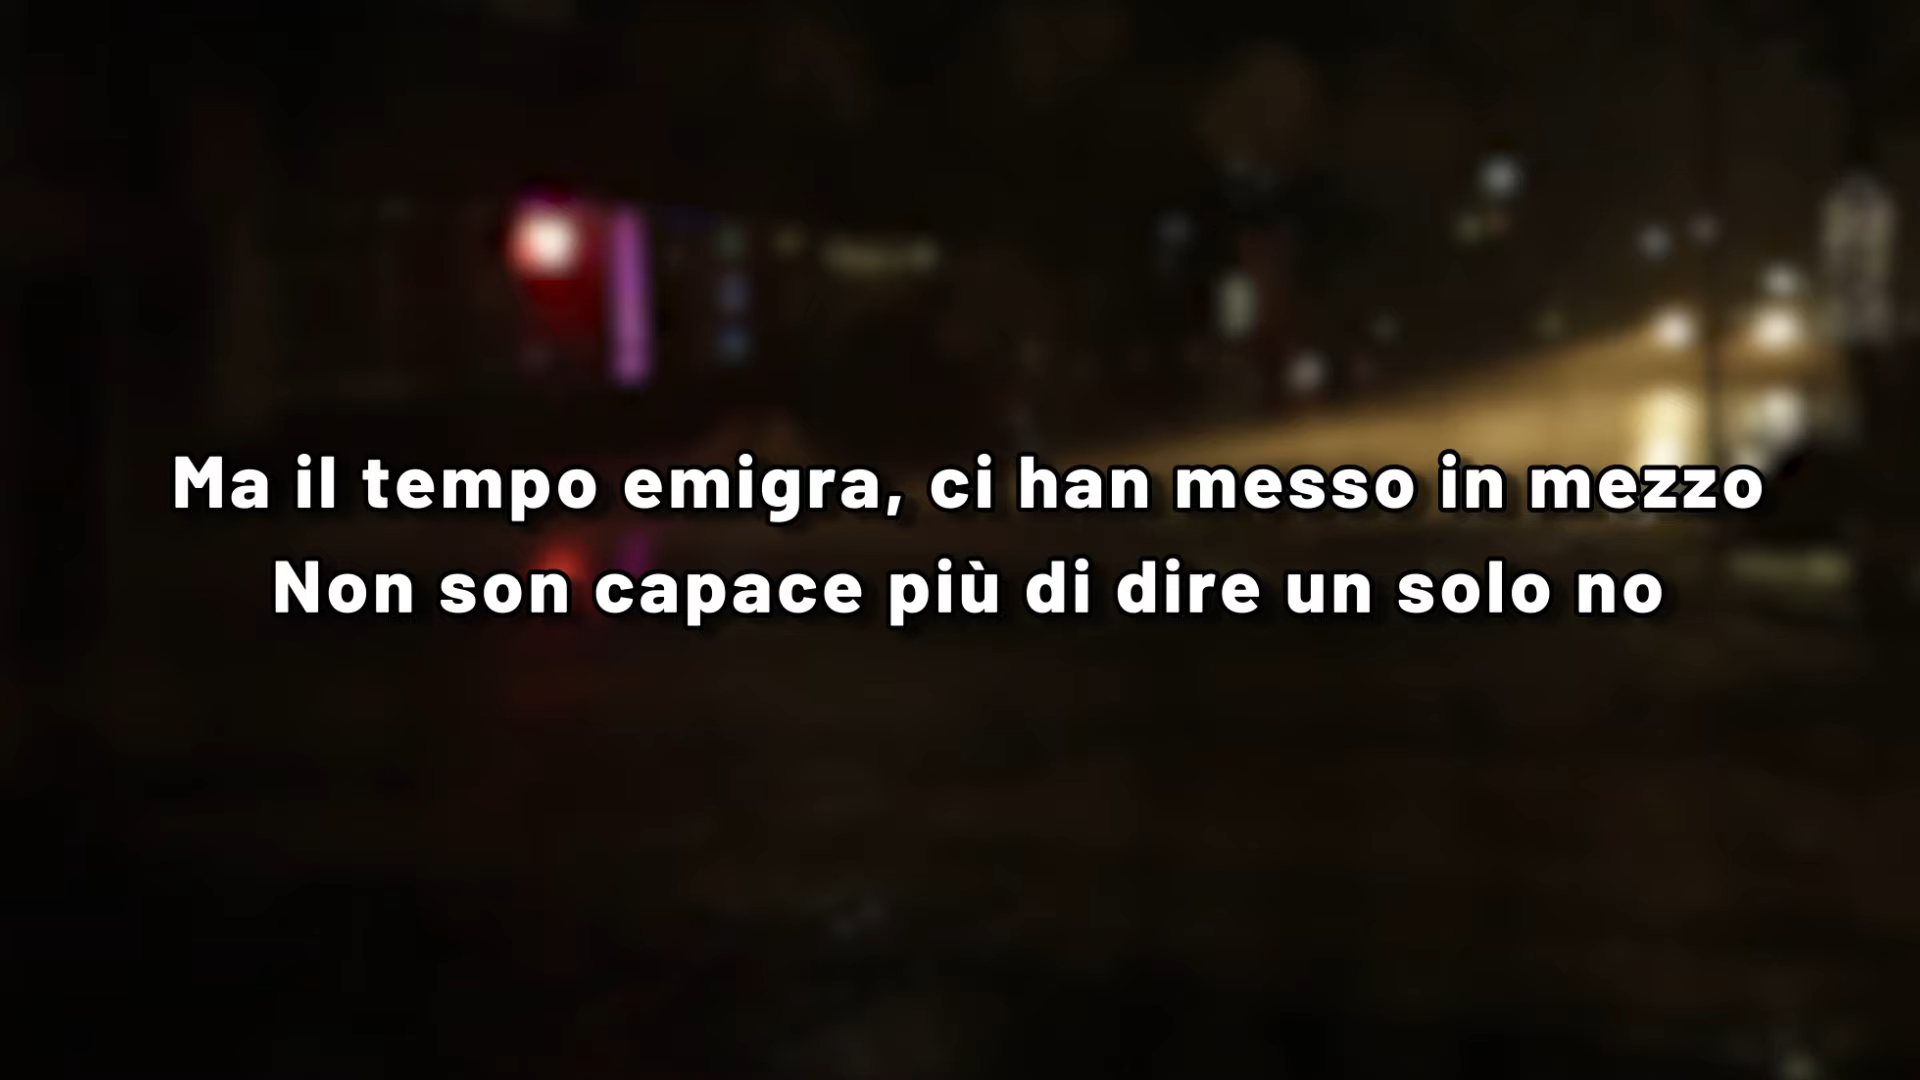 Ma il tempo emigra, ci han messo in mezzo
Non son capace più di dire un solo no